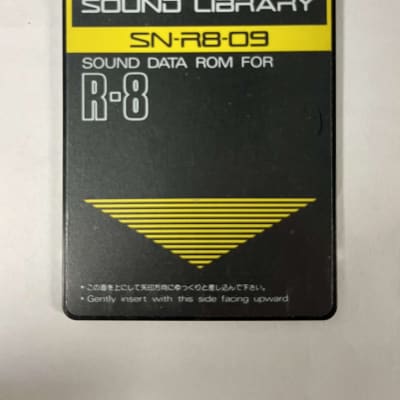 SOUND LIBRARY
SN-R8-09
SOUND DATA ROM FOR
R-8
• この面を上にして矢印方向にゆっくりと差し込んで下さい。
• Gently insert with this side facing upward